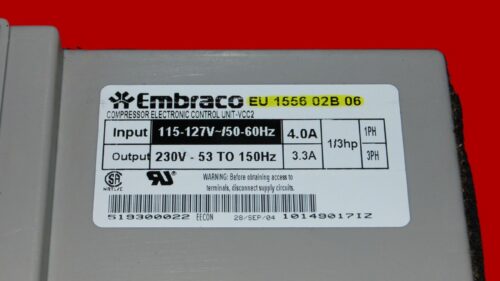 Embraco EU 1556 02B 06
COMPRESSOR ELECTRONIC CONTROL UNIT-VCC2
Input 115-127V~/50-60Hz 4.0A 1/3hp 1PH
Output 230V - 53 TO 150Hz 3.3A 3PH
WARNING: Before obtaining access to
terminals, disconnect supply circuits.
519300022 EECON 28/SEP/04 10149017IZ